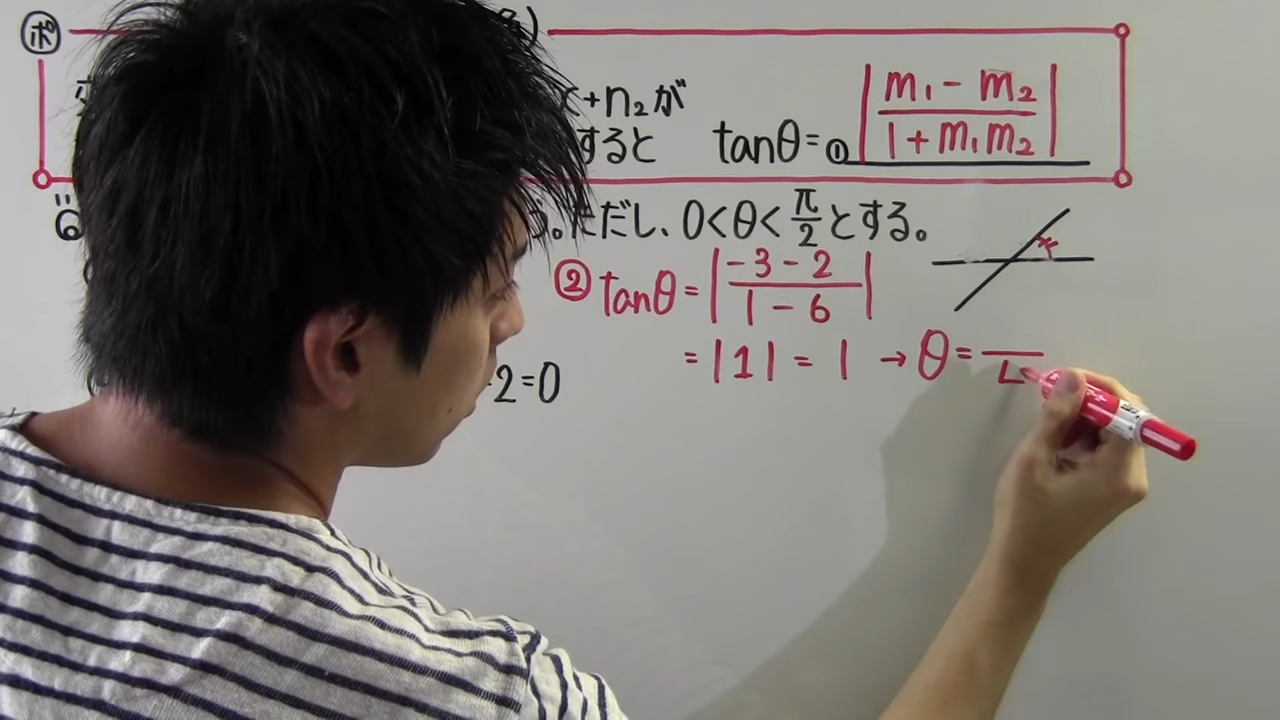 ポ
+n₂が
すると tanθ=①|(m₁-m₂)/(1+m₁m₂)|
ただし、0<θ<π/2とする。
② tanθ=|(-3-2)/(1-6)|
=|1|=1→θ=
-2=0